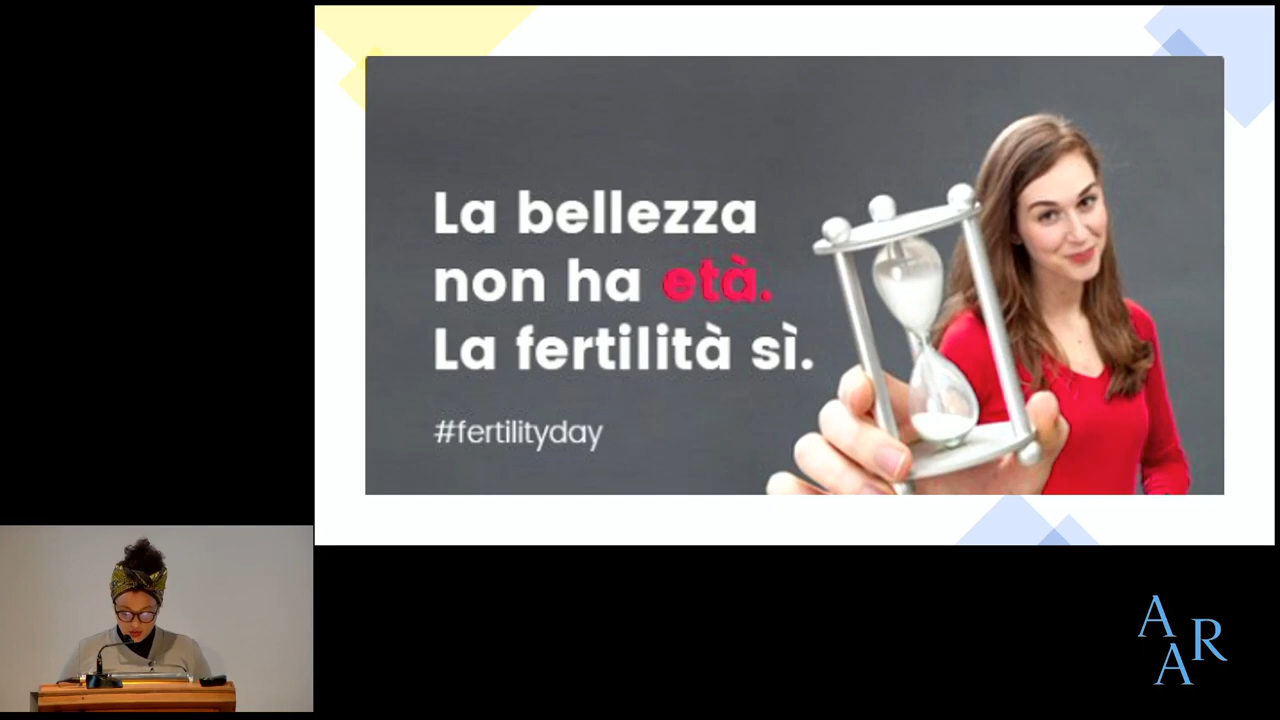 La bellezza
non ha età.
La fertilità sì.
#fertilityday
A
R
A